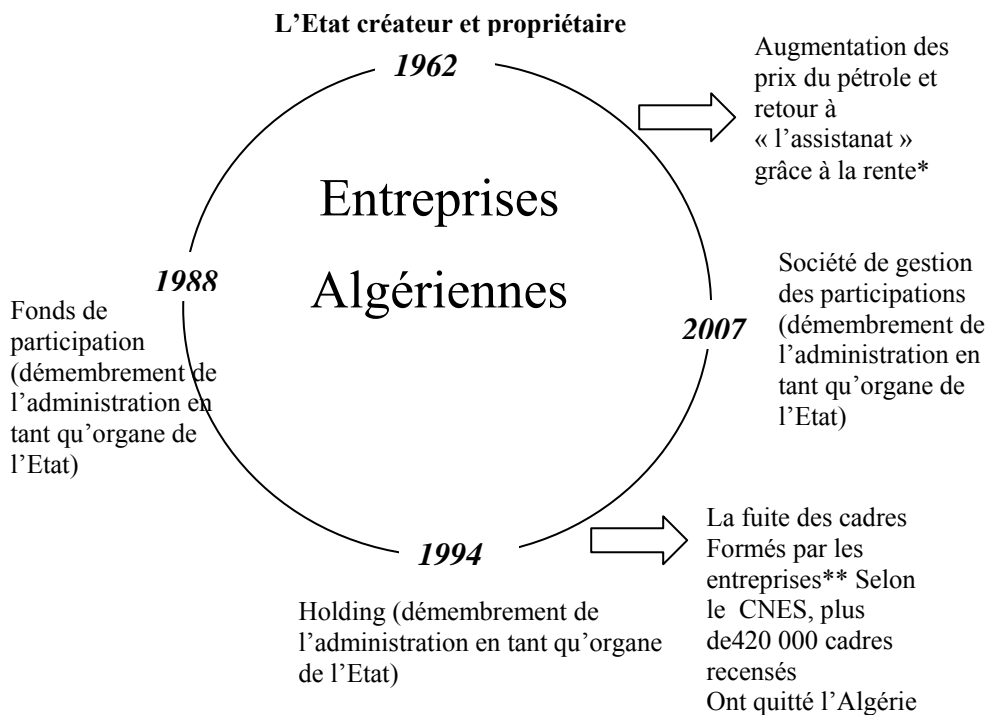 L’Etat créateur et propriétaire
1962
Augmentation des
prix du pétrole et
retour à
« l’assistanat »
grâce à la rente*
Entreprises
Algériennes
1988
Fonds de
participation
(démembrement de
l’administration en
tant qu’organe de
l’Etat)
2007
Société de gestion
des participations
(démembrement de
l’administration en
tant qu’organe de
l’Etat)
1994
Holding (démembrement de
l’administration en tant qu’organe
de l’Etat)
La fuite des cadres
Formés par les
entreprises** Selon
le CNES, plus
de420 000 cadres
recensés
Ont quitté l’Algérie